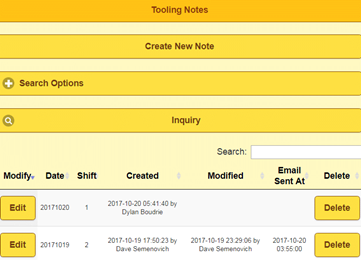 Tooling Notes
Create New Note
Search Options
Inquiry
Search:
Modify Date Shift Created Modified Email Sent At Delete
Edit 20171020 1 2017-10-20 05:41:40 by Dylan Boudrie Delete
Edit 20171019 2 2017-10-19 17:50:23 by Dave Semenovich 2017-10-19 23:29:06 by Dave Semenovich 2017-10-20 03:55:00 Delete